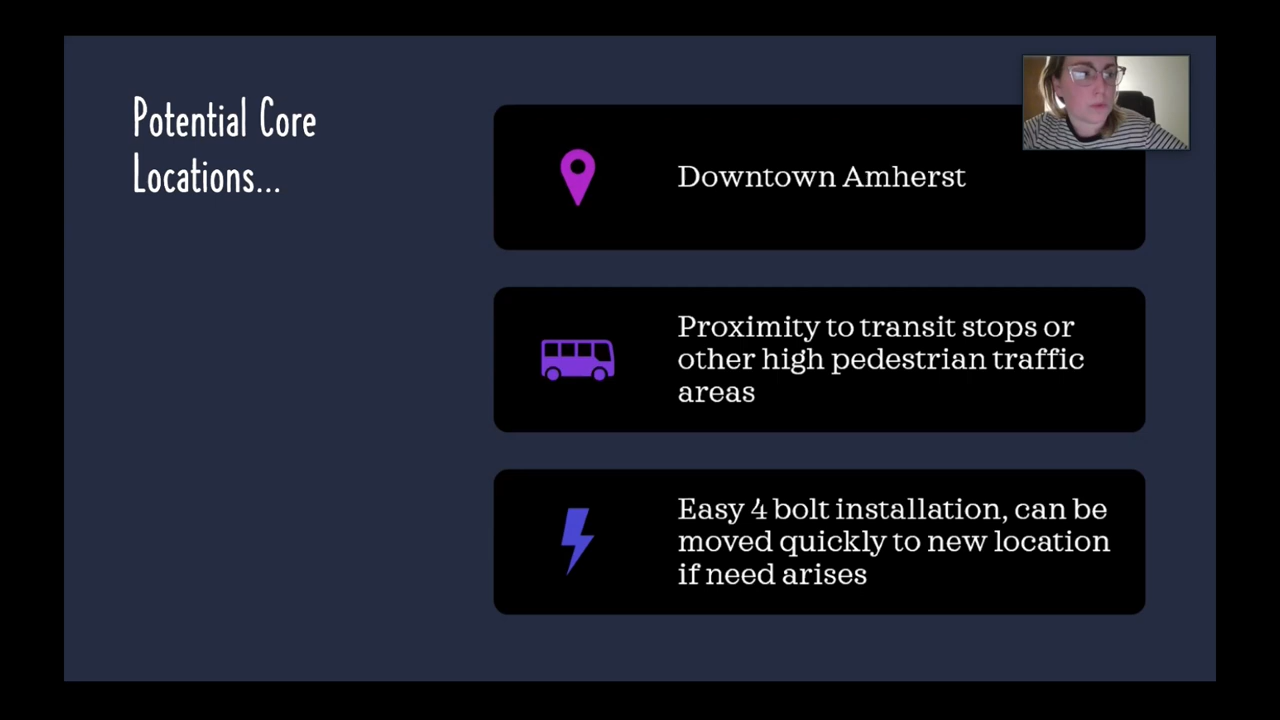 Potential Core
Locations...
Downtown Amherst
Proximity to transit stops or
other high pedestrian traffic
areas
Easy 4 bolt installation, can be
moved quickly to new location
if need arises